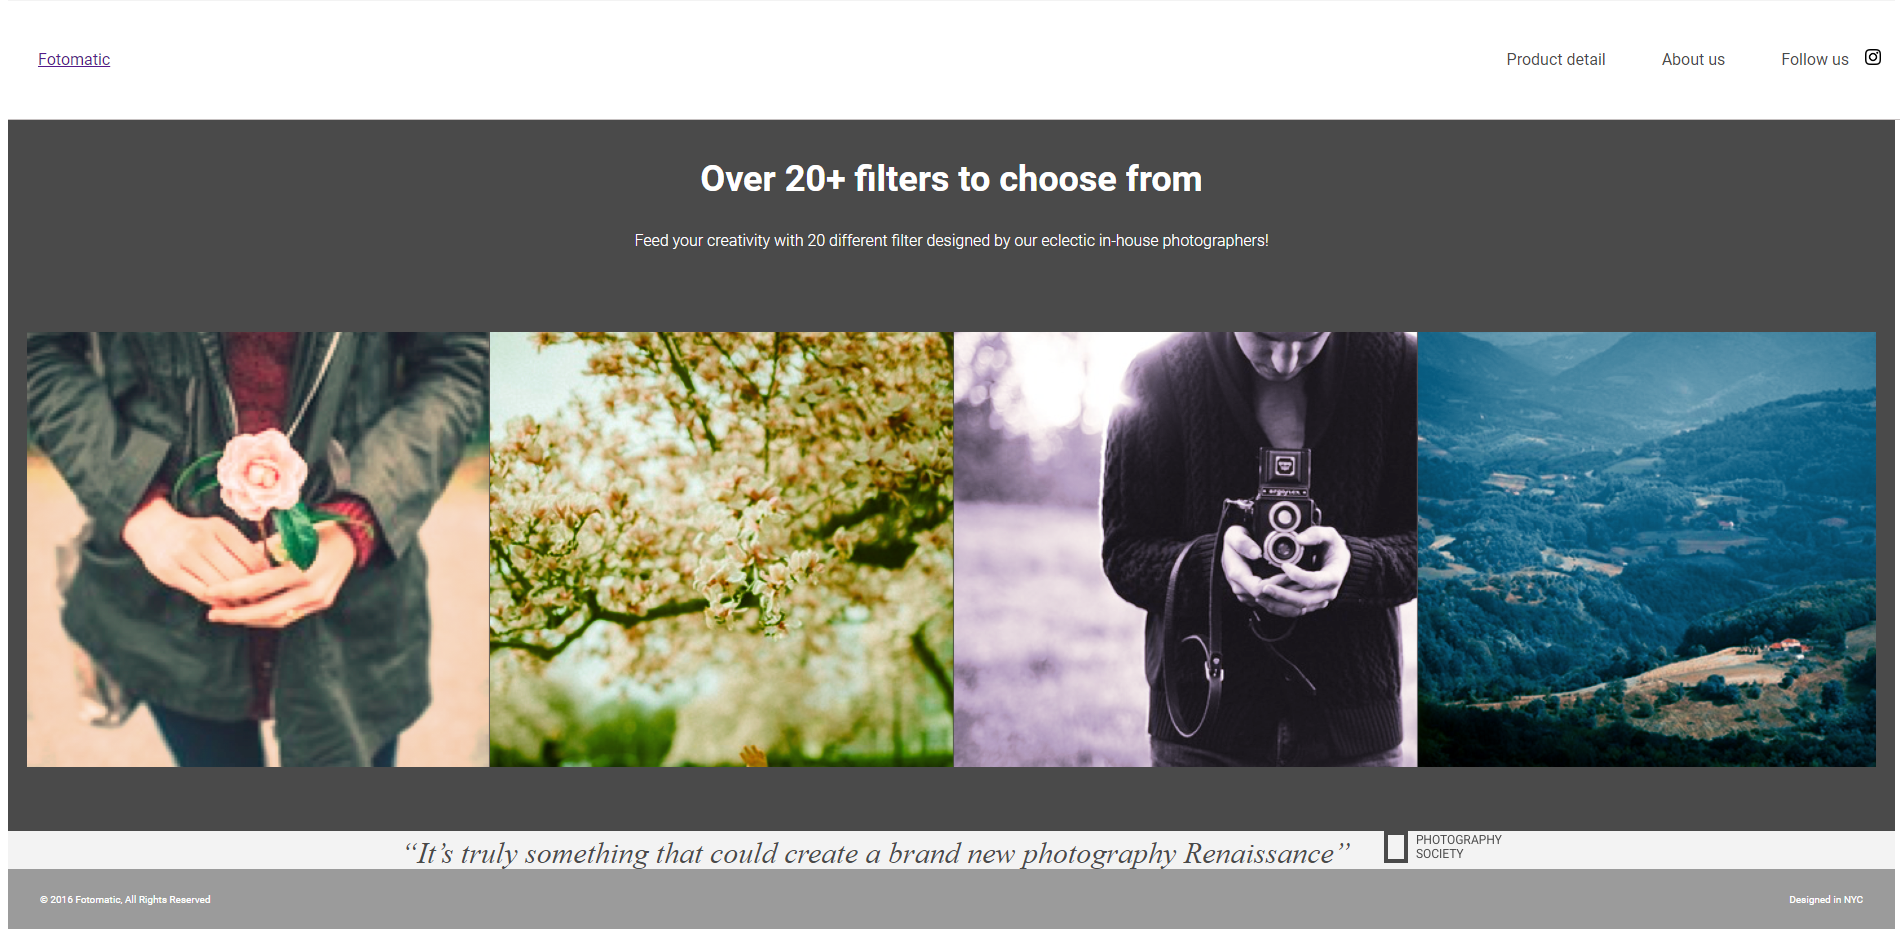 Fotomatic
Product detail
About us
Follow us
Over 20+ filters to choose from
Feed your creativity with 20 different filter designed by our eclectic in-house photographers!
“It’s truly something that could create a brand new photography Renaissance”
PHOTOGRAPHY
SOCIETY
© 2016 Fotomatic, All Rights Reserved
Designed in NYC